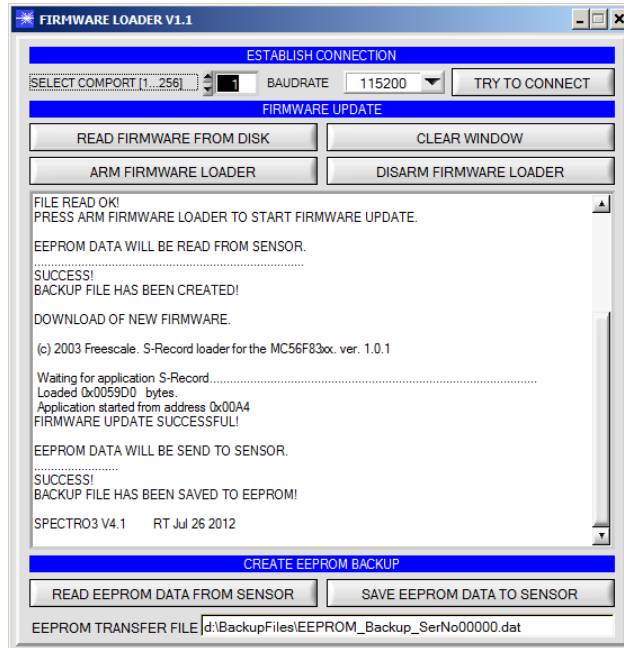 FIRMWARE LOADER V1.1
ESTABLISH CONNECTION
SELECT COMPORT [1...256] 1 BAUDRATE 115200 TRY TO CONNECT
FIRMWARE UPDATE
READ FIRMWARE FROM DISK CLEAR WINDOW
ARM FIRMWARE LOADER DISARM FIRMWARE LOADER
FILE READ OK!
PRESS ARM FIRMWARE LOADER TO START FIRMWARE UPDATE.
EEPROM DATA WILL BE READ FROM SENSOR.
..........................................................................
SUCCESS!
BACKUP FILE HAS BEEN CREATED!
DOWNLOAD OF NEW FIRMWARE.
(c) 2003 Freescale. S-Record loader for the MC56F83xx. ver. 1.0.1
Waiting for application S-Record..........................................................................................
Loaded 0x0059D0 bytes.
Application started from address 0x00A4
FIRMWARE UPDATE SUCCESSFUL!
EEPROM DATA WILL BE SEND TO SENSOR.
.......................
SUCCESS!
BACKUP FILE HAS BEEN SAVED TO EEPROM!
SPECTRO3 V4.1 RT Jul 26 2012
CREATE EEPROM BACKUP
READ EEPROM DATA FROM SENSOR SAVE EEPROM DATA TO SENSOR
EEPROM TRANSFER FILE d:\BackupFiles\EEPROM_Backup_SerNo00000.dat